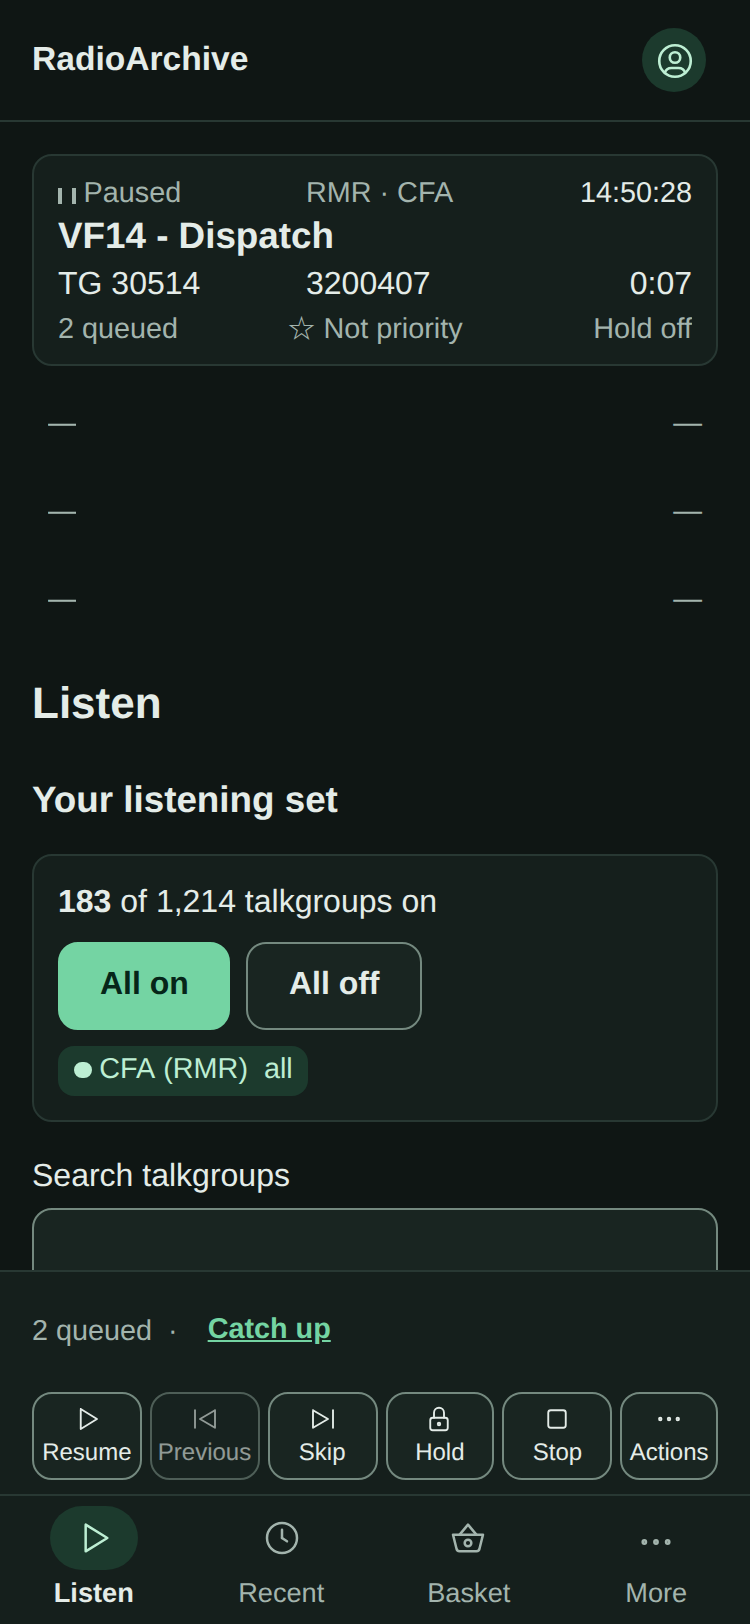 RadioArchive
Paused RMR · CFA 14:50:28
VF14 - Dispatch
TG 30514 3200407 0:07
2 queued ☆ Not priority Hold off
— —
— —
— —
Listen
Your listening set
183 of 1,214 talkgroups on
All on All off
CFA (RMR) all
Search talkgroups
2 queued · Catch up
Resume Previous Skip Hold Stop Actions
Listen Recent Basket More